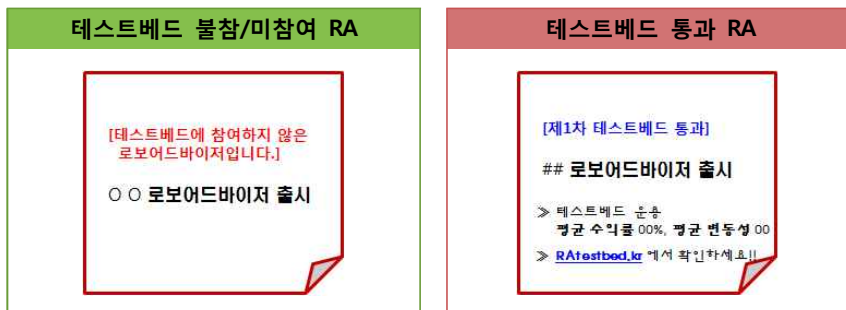 테스트베드 불참/미참여 RA
[테스트베드에 참여하지 않은
로보어드바이저입니다.]
O O 로보어드바이저 출시
테스트베드 통과 RA
[제1차 테스트베드 통과]
## 로보어드바이저 출시
≫ 테스트베드 운용
평균 수익률 00%, 평균 변동성 00
≫ RAtestbed.kr 에서 확인하세요!!